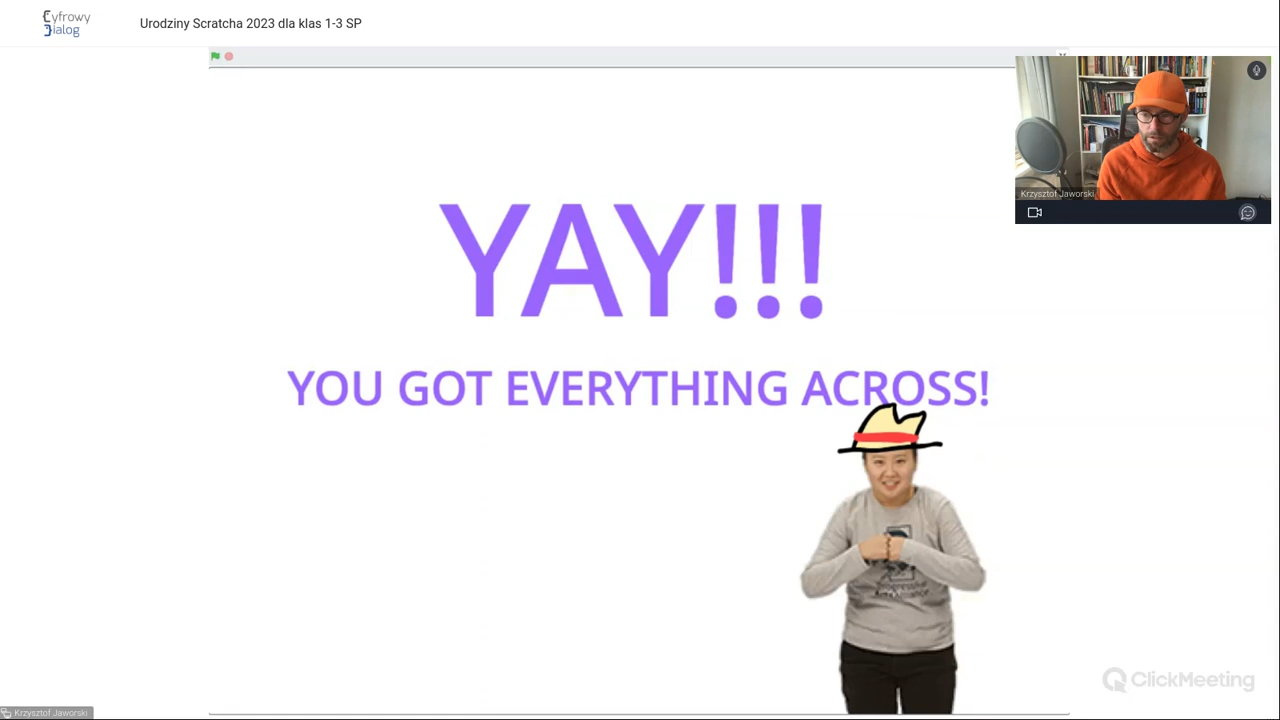 Cyfrowy
Dialog
Urodziny Scratcha 2023 dla klas 1-3 SP
Krzysztof Jaworski
YAY!!!
YOU GOT EVERYTHING ACROSS!
ClickMeeting
Krzysztof Jaworski